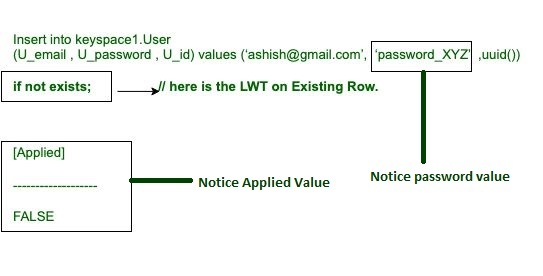 Insert into keyspace1.User
(U_email , U_password , U_id) values (‘ashish@gmail.com’, ‘password_XYZ’ ,uuid())
if not exists; // here is the LWT on Existing Row.
[Applied]
-------------------
Notice Applied Value
Notice password value
FALSE